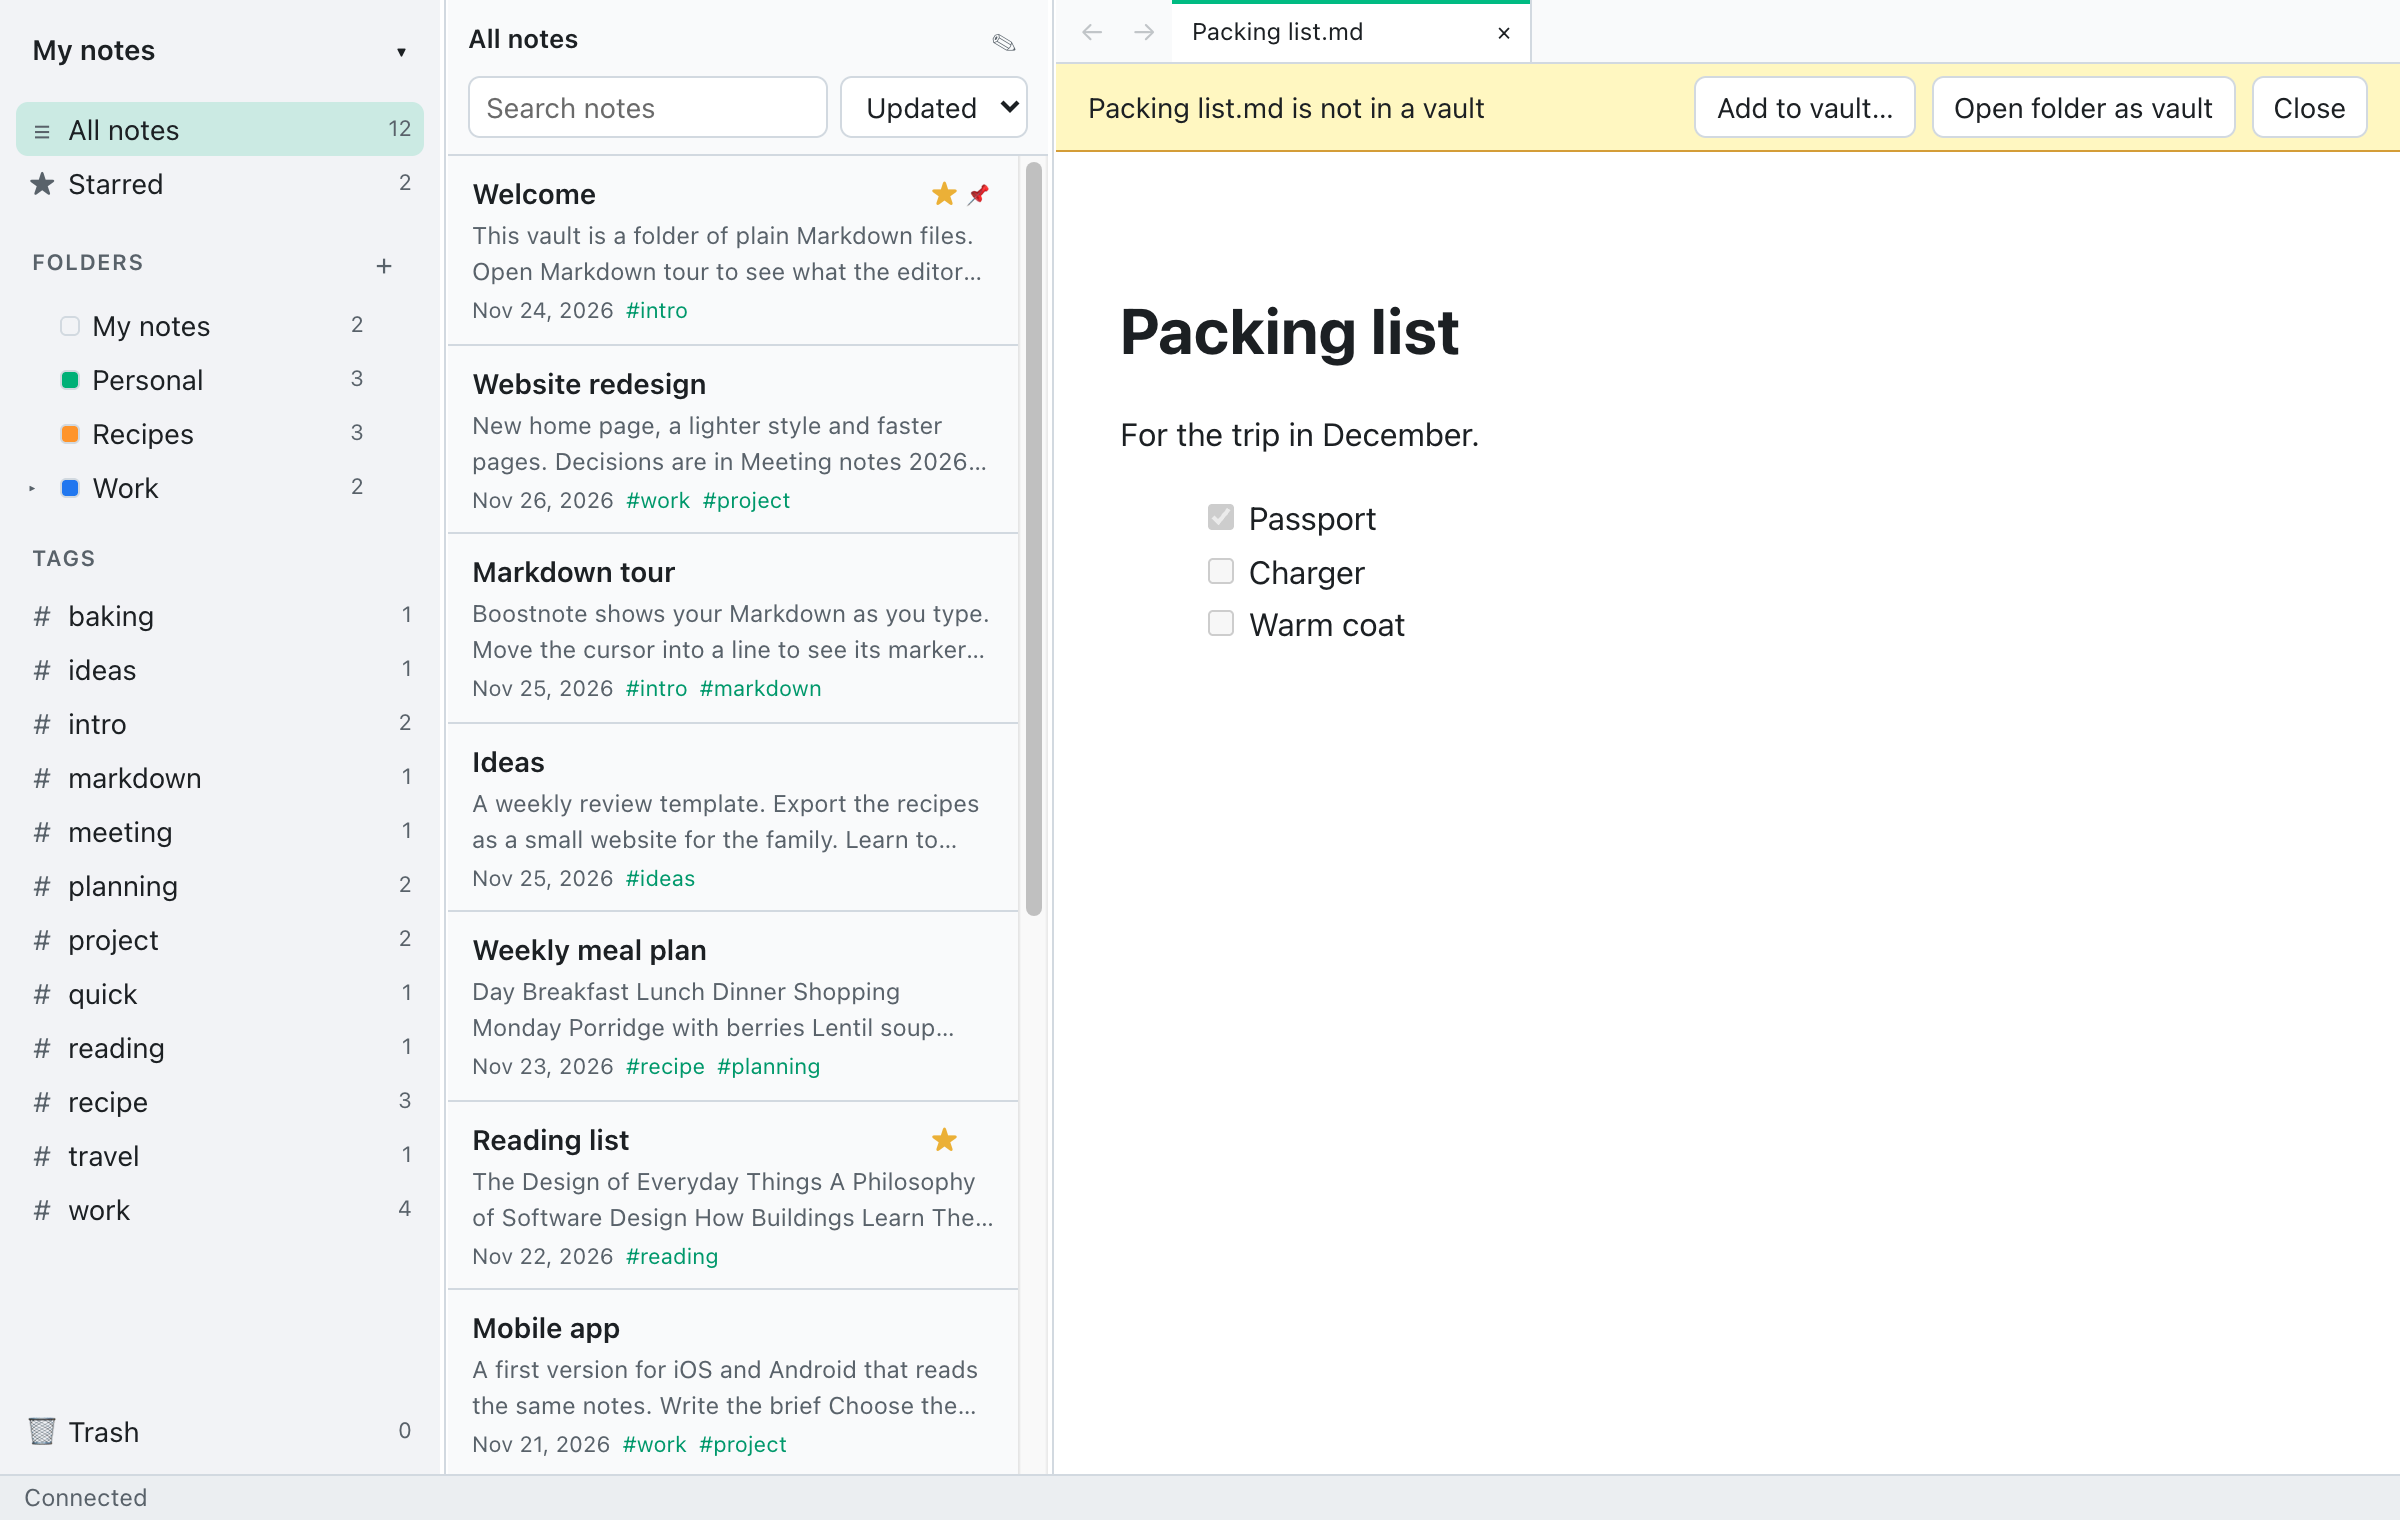 My notes
All notes 12
Starred 2
FOLDERS +
My notes 2
Personal 3
Recipes 3
Work 2
TAGS
# baking 1
# ideas 1
# intro 2
# markdown 1
# meeting 1
# planning 2
# project 2
# quick 1
# reading 1
# recipe 3
# travel 1
# work 4
Trash 0
Connected
All notes
Search notes
Updated
Welcome
This vault is a folder of plain Markdown files.
Open Markdown tour to see what the editor...
Nov 24, 2026 #intro
Website redesign
New home page, a lighter style and faster
pages. Decisions are in Meeting notes 2026...
Nov 26, 2026 #work #project
Markdown tour
Boostnote shows your Markdown as you type.
Move the cursor into a line to see its marker...
Nov 25, 2026 #intro #markdown
Ideas
A weekly review template. Export the recipes
as a small website for the family. Learn to...
Nov 25, 2026 #ideas
Weekly meal plan
Day Breakfast Lunch Dinner Shopping
Monday Porridge with berries Lentil soup...
Nov 23, 2026 #recipe #planning
Reading list
The Design of Everyday Things A Philosophy
of Software Design How Buildings Learn The...
Nov 22, 2026 #reading
Mobile app
A first version for iOS and Android that reads
the same notes. Write the brief Choose the...
Nov 21, 2026 #work #project
Packing list.md ×
Packing list.md is not in a vault
Add to vault...
Open folder as vault
Close
Packing list
For the trip in December.
Passport
Charger
Warm coat